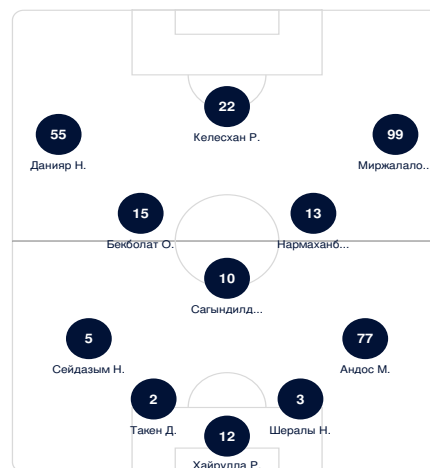 22
Келесхан Р.
55
99
Данияр Н.
Миржалало...
15
13
Бекболат О.
Нармаханб...
10
Сагындилд...
5
77
Сейдазым Н.
Андос М.
2
3
Такен Д.
Шералы Н.
12
Хайрулла Р.